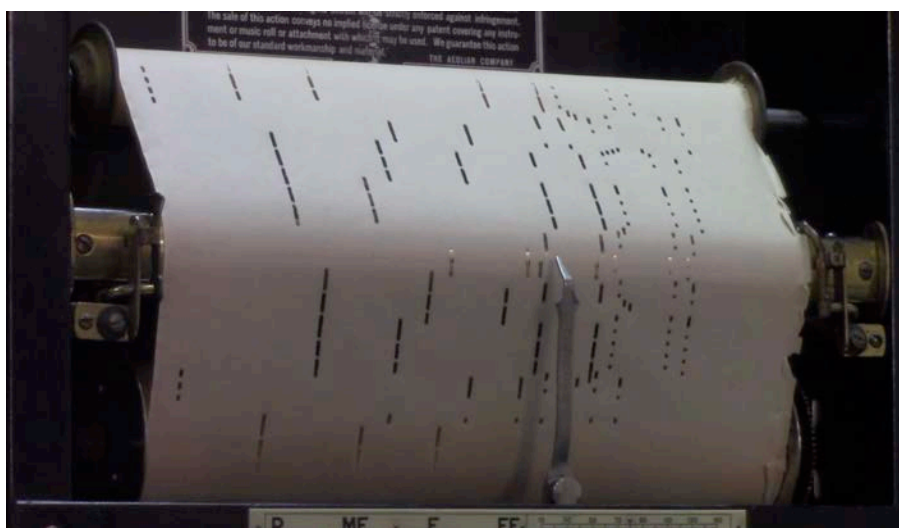 The sale of this action conveys no implied license under any patent covering any instru-
ment or music roll or attachment with which it may be used. We guarantee this action
to be of our standard workmanship and material.
THE AEOLIAN COMPANY
P MF F FF